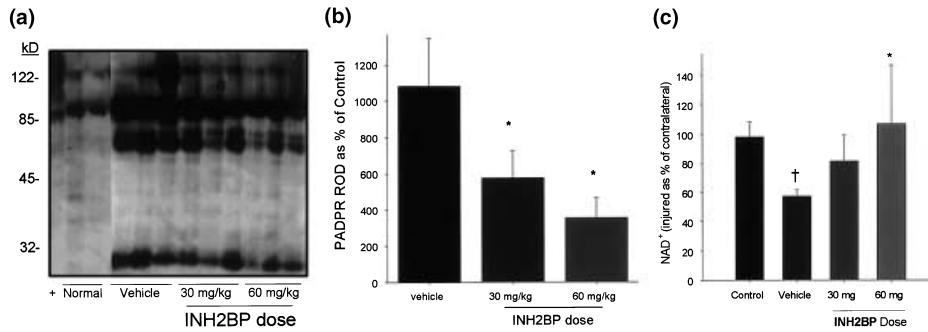 (a)
kD
122-
85-
45-
32-
+ Normal Vehicle 30 mg/kg 60 mg/kg
INH2BP dose
(b)
PADPR ROD as % of Control
1200
1000
800
600
400
200
0
*
*
vehicle 30 mg/kg 60 mg/kg
INH2BP dose
(c)
NAD+ (injured as % of contralateral)
140
120
100
80
60
40
20
0
†
*
Control Vehicle 30 mg 60 mg
INH2BP Dose